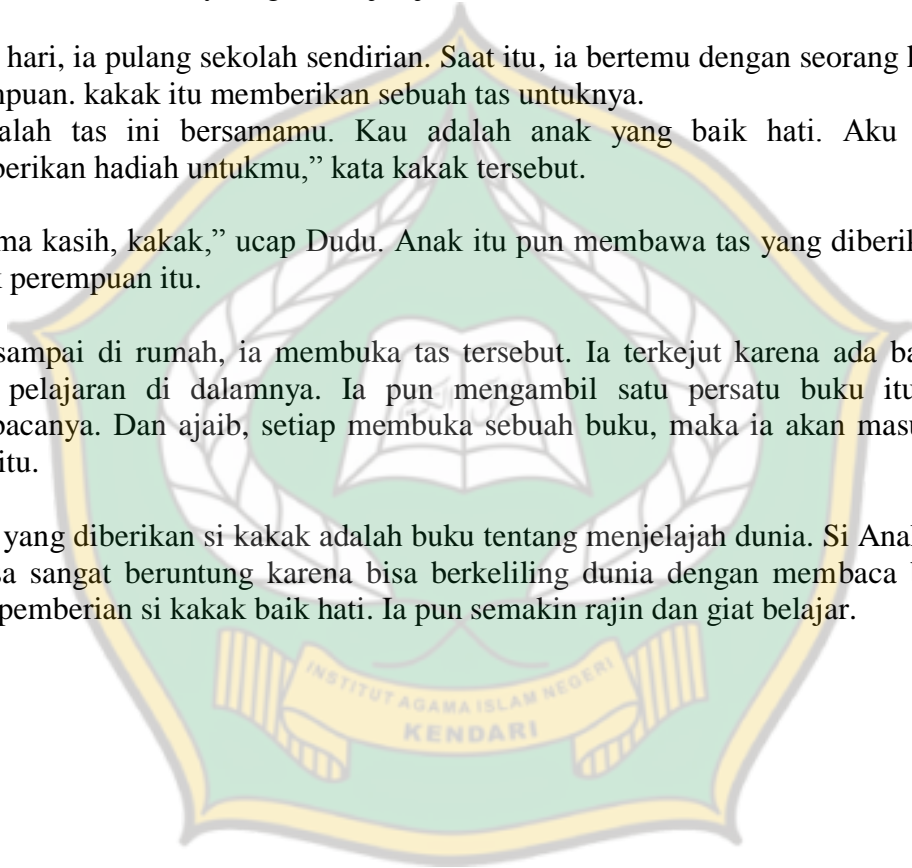 hari, ia pulang sekolah sendirian. Saat itu, ia bertemu dengan seorang
mpuan. kakak itu memberikan sebuah tas untuknya.
alah tas ini bersamamu. Kau adalah anak yang baik hati. Aku
berikan hadiah untukmu,” kata kakak tersebut.
ma kasih, kakak,” ucap Dudu. Anak itu pun membawa tas yang diberik
perempuan itu.
sampai di rumah, ia membuka tas tersebut. Ia terkejut karena ada ba
pelajaran di dalamnya. Ia pun mengambil satu persatu buku itu
bacanya. Dan ajaib, setiap membuka sebuah buku, maka ia akan masu
itu.
yang diberikan si kakak adalah buku tentang menjelajah dunia. Si Anak
sa sangat beruntung karena bisa berkeliling dunia dengan membaca
pemberian si kakak baik hati. Ia pun semakin rajin dan giat belajar.
INSTITUT AGAMA ISLAM NEGERI
KENDARI